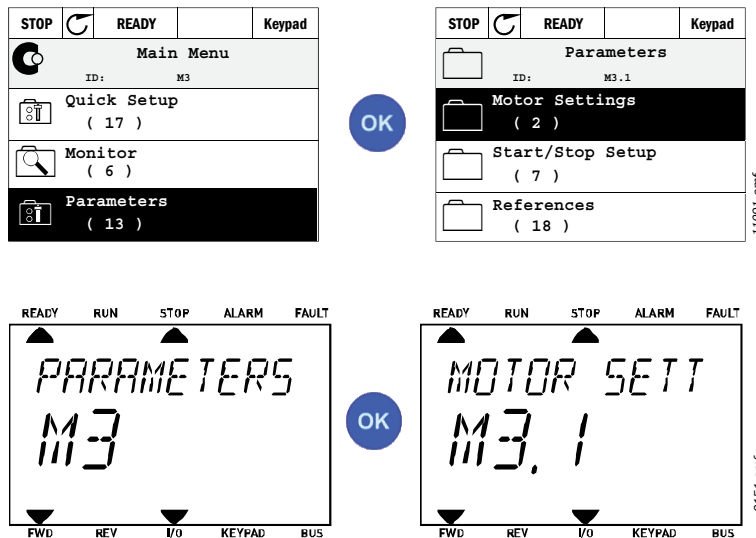 STOP READY Keypad
Main Menu
ID: M3
Quick Setup
( 17 )
Monitor
( 6 )
Parameters
( 13 )
OK
STOP READY Keypad
Parameters
ID: M3.1
Motor Settings
( 2 )
Start/Stop Setup
( 7 )
References
( 18 )
READY RUN STOP ALARM FAULT
PARAMETERS
M3
FWD REV I/O KEYPAD BUS
OK
READY RUN STOP ALARM FAULT
MOTOR SETT
M3.1
FWD REV I/O KEYPAD BUS